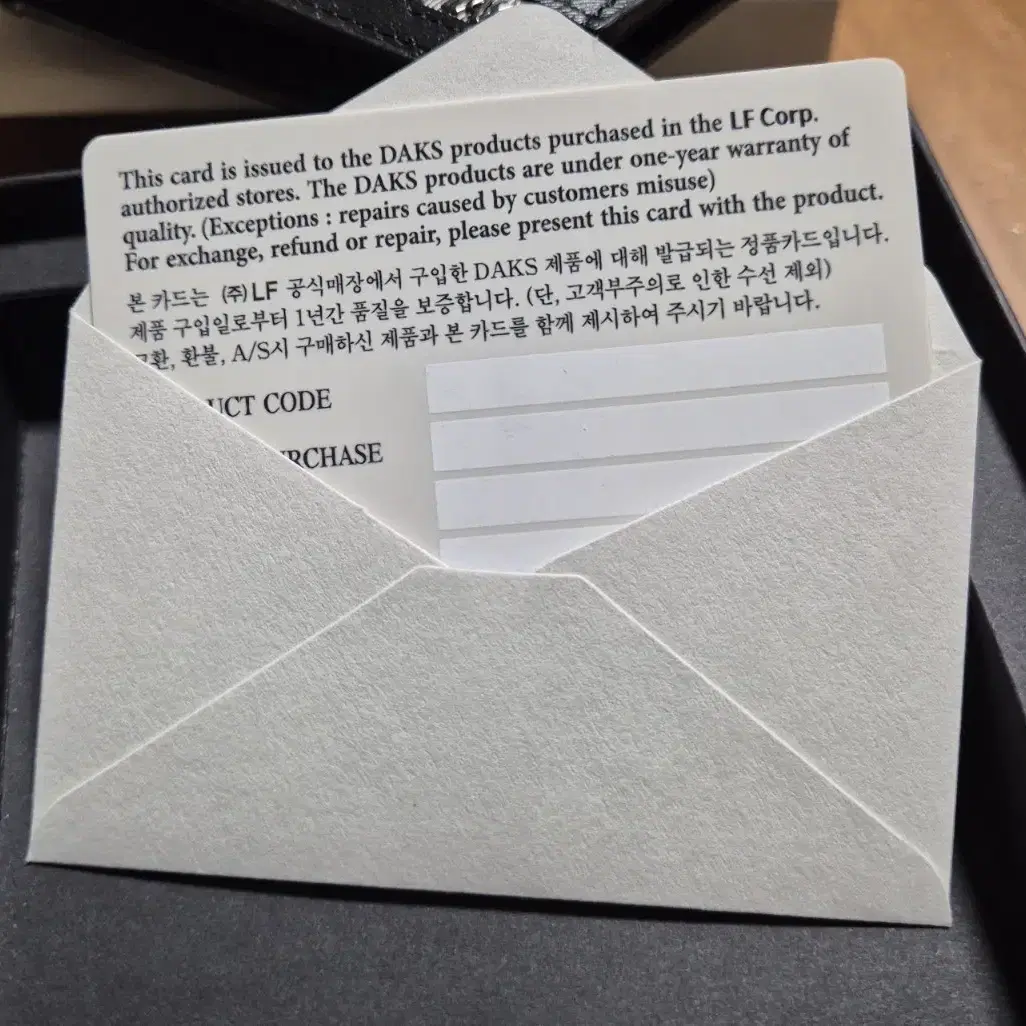 This card is issued to the DAKS products purchased in the LF Corp.
authorized stores. The DAKS products are under one-year warranty of
quality. (Exceptions : repairs caused by customers misuse)
For exchange, refund or repair, please present this card with the product.
본 카드는 (주)LF 공식매장에서 구입한 DAKS 제품에 대해 발급되는 정품카드입니다.
제품 구입일로부터 1년간 품질을 보증합니다. (단, 고객부주의로 인한 수선 제외)
환, 환불, A/S시 구매하신 제품과 본 카드를 함께 제시하여 주시기 바랍니다.
UCT CODE
RCHASE